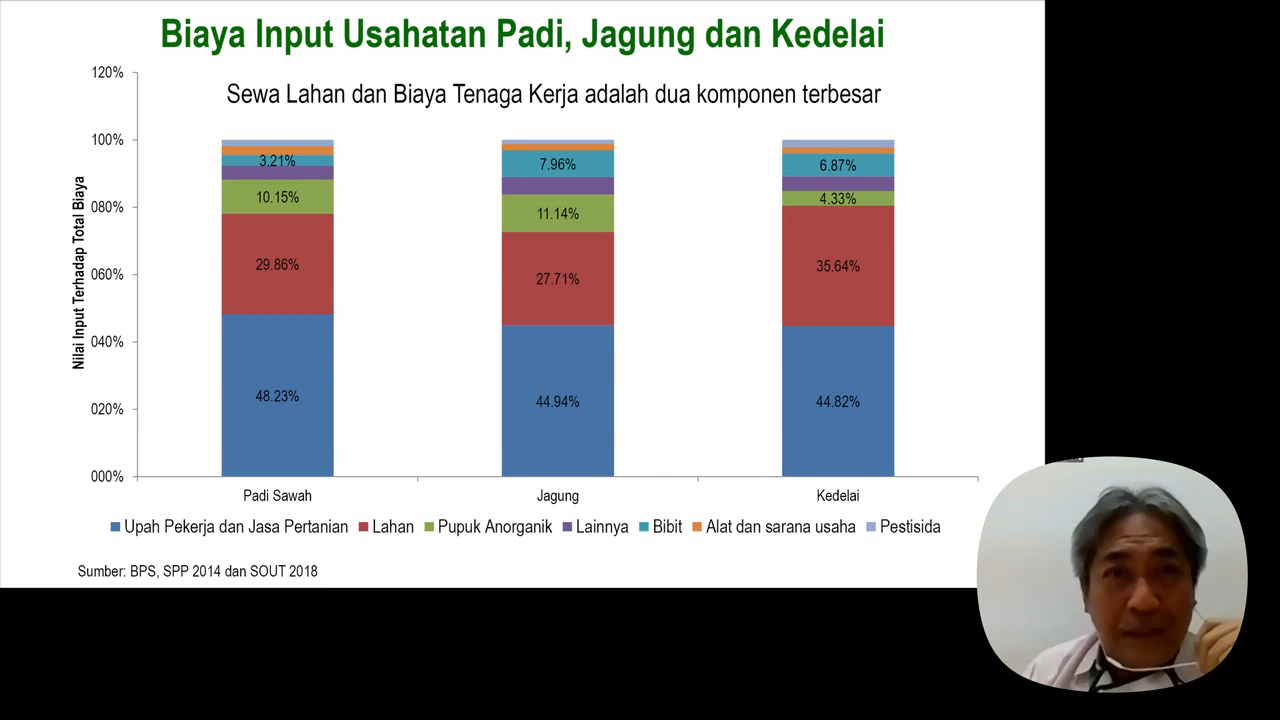 Biaya Input Usahatan Padi, Jagung dan Kedelai
Sewa Lahan dan Biaya Tenaga Kerja adalah dua komponen terbesar
Nilai Input Terhadap Total Biaya
120%
100%
080%
060%
040%
020%
000%
3.21%
10.15%
29.86%
48.23%
7.96%
11.14%
27.71%
44.94%
6.87%
4.33%
35.64%
44.82%
Padi Sawah
Jagung
Kedelai
Upah Pekerja dan Jasa Pertanian
Lahan
Pupuk Anorganik
Lainnya
Bibit
Alat dan sarana usaha
Pestisida
Sumber: BPS, SPP 2014 dan SOUT 2018